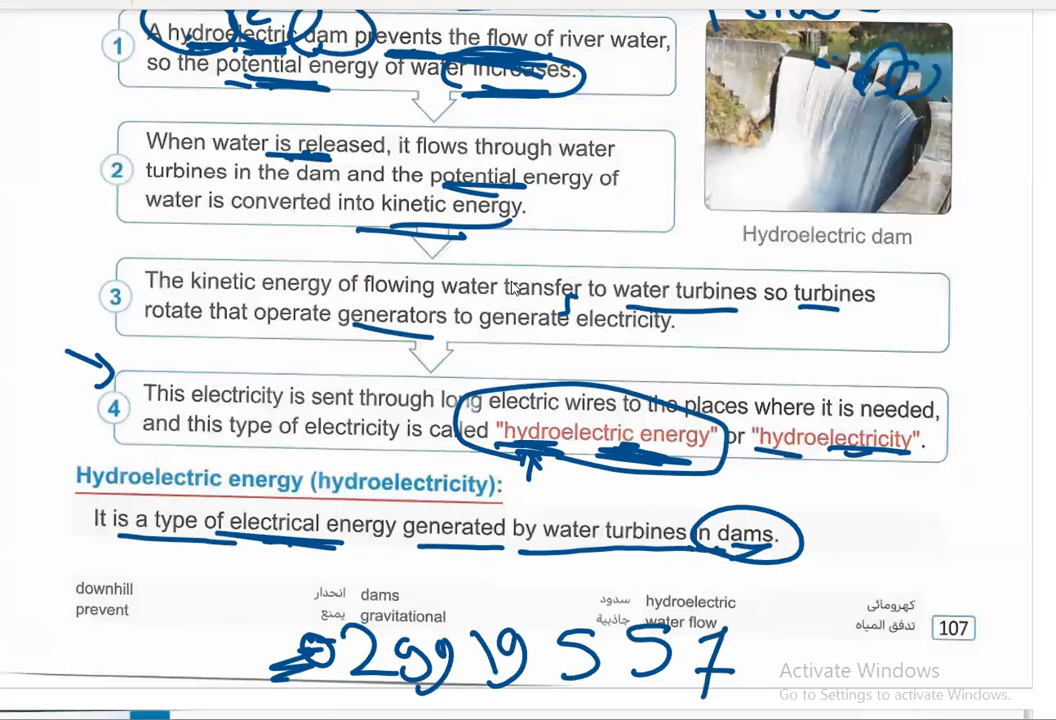 1
A hydroelectric dam prevents the flow of river water,
so the potential energy of water increases.
2
When water is released, it flows through water
turbines in the dam and the potential energy of
water is converted into kinetic energy.
Hydroelectric dam
3
The kinetic energy of flowing water transfer to water turbines so turbines
rotate that operate generators to generate electricity.
s
4
This electricity is sent through long electric wires to the places where it is needed,
and this type of electricity is called "hydroelectric energy" or "hydroelectricity".
Hydroelectric energy (hydroelectricity):
It is a type of electrical energy generated by water turbines in dams.
downhill انحدار dams سدود hydroelectric كهرومائى
prevent يمنع gravitational جاذبية water flow تدفق المياه
107
Activate Windows
Go to Settings to activate Windows.